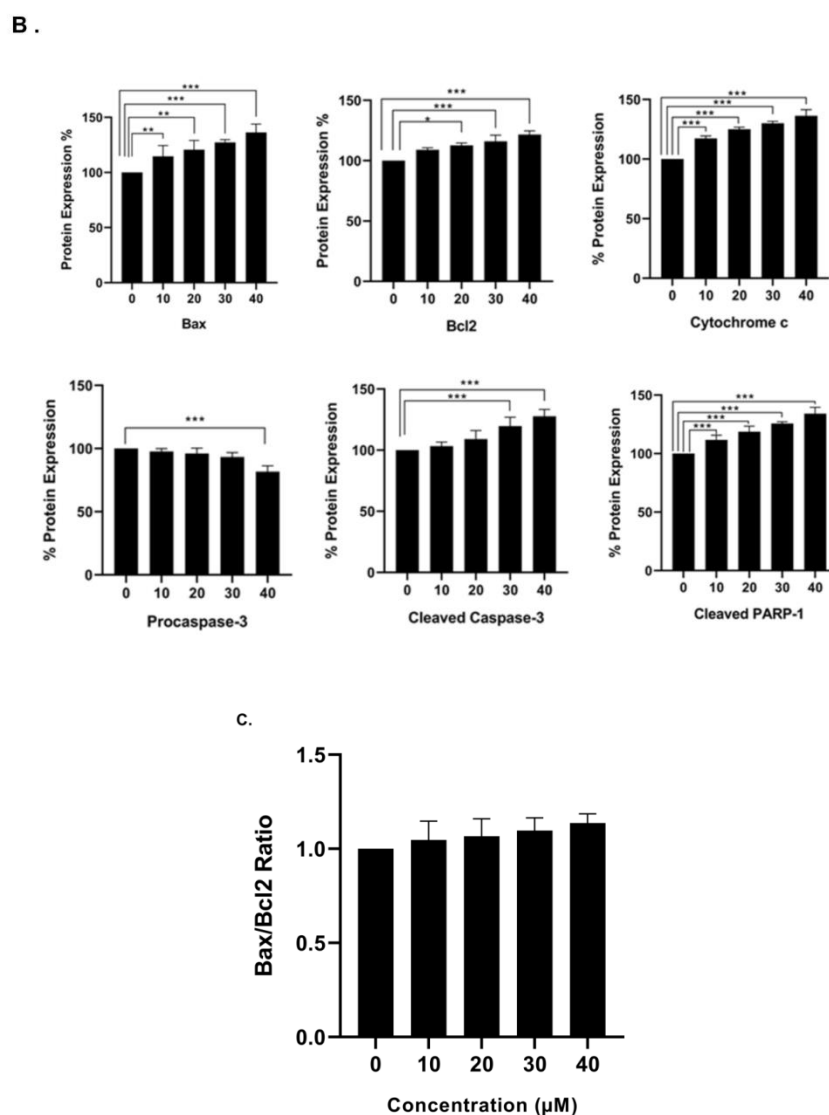 B .
***
***
**
**
Protein Expression %
150
100
50
0
0 10 20 30 40
Bax
***
***
*
Protein Expression %
150
100
50
0
0 10 20 30 40
Bcl2
***
***
***
***
% Protein Expression
150
100
50
0
0 10 20 30 40
Cytochrome c
***
% Protein Expression
150
100
50
0
0 10 20 30 40
Procaspase-3
***
***
% Protein Expression
150
100
50
0
0 10 20 30 40
Cleaved Caspase-3
***
***
***
***
% Protein Expression
150
100
50
0
0 10 20 30 40
Cleaved PARP-1
C.
Bax/Bcl2 Ratio
1.5
1.0
0.5
0.0
0 10 20 30 40
Concentration (µM)